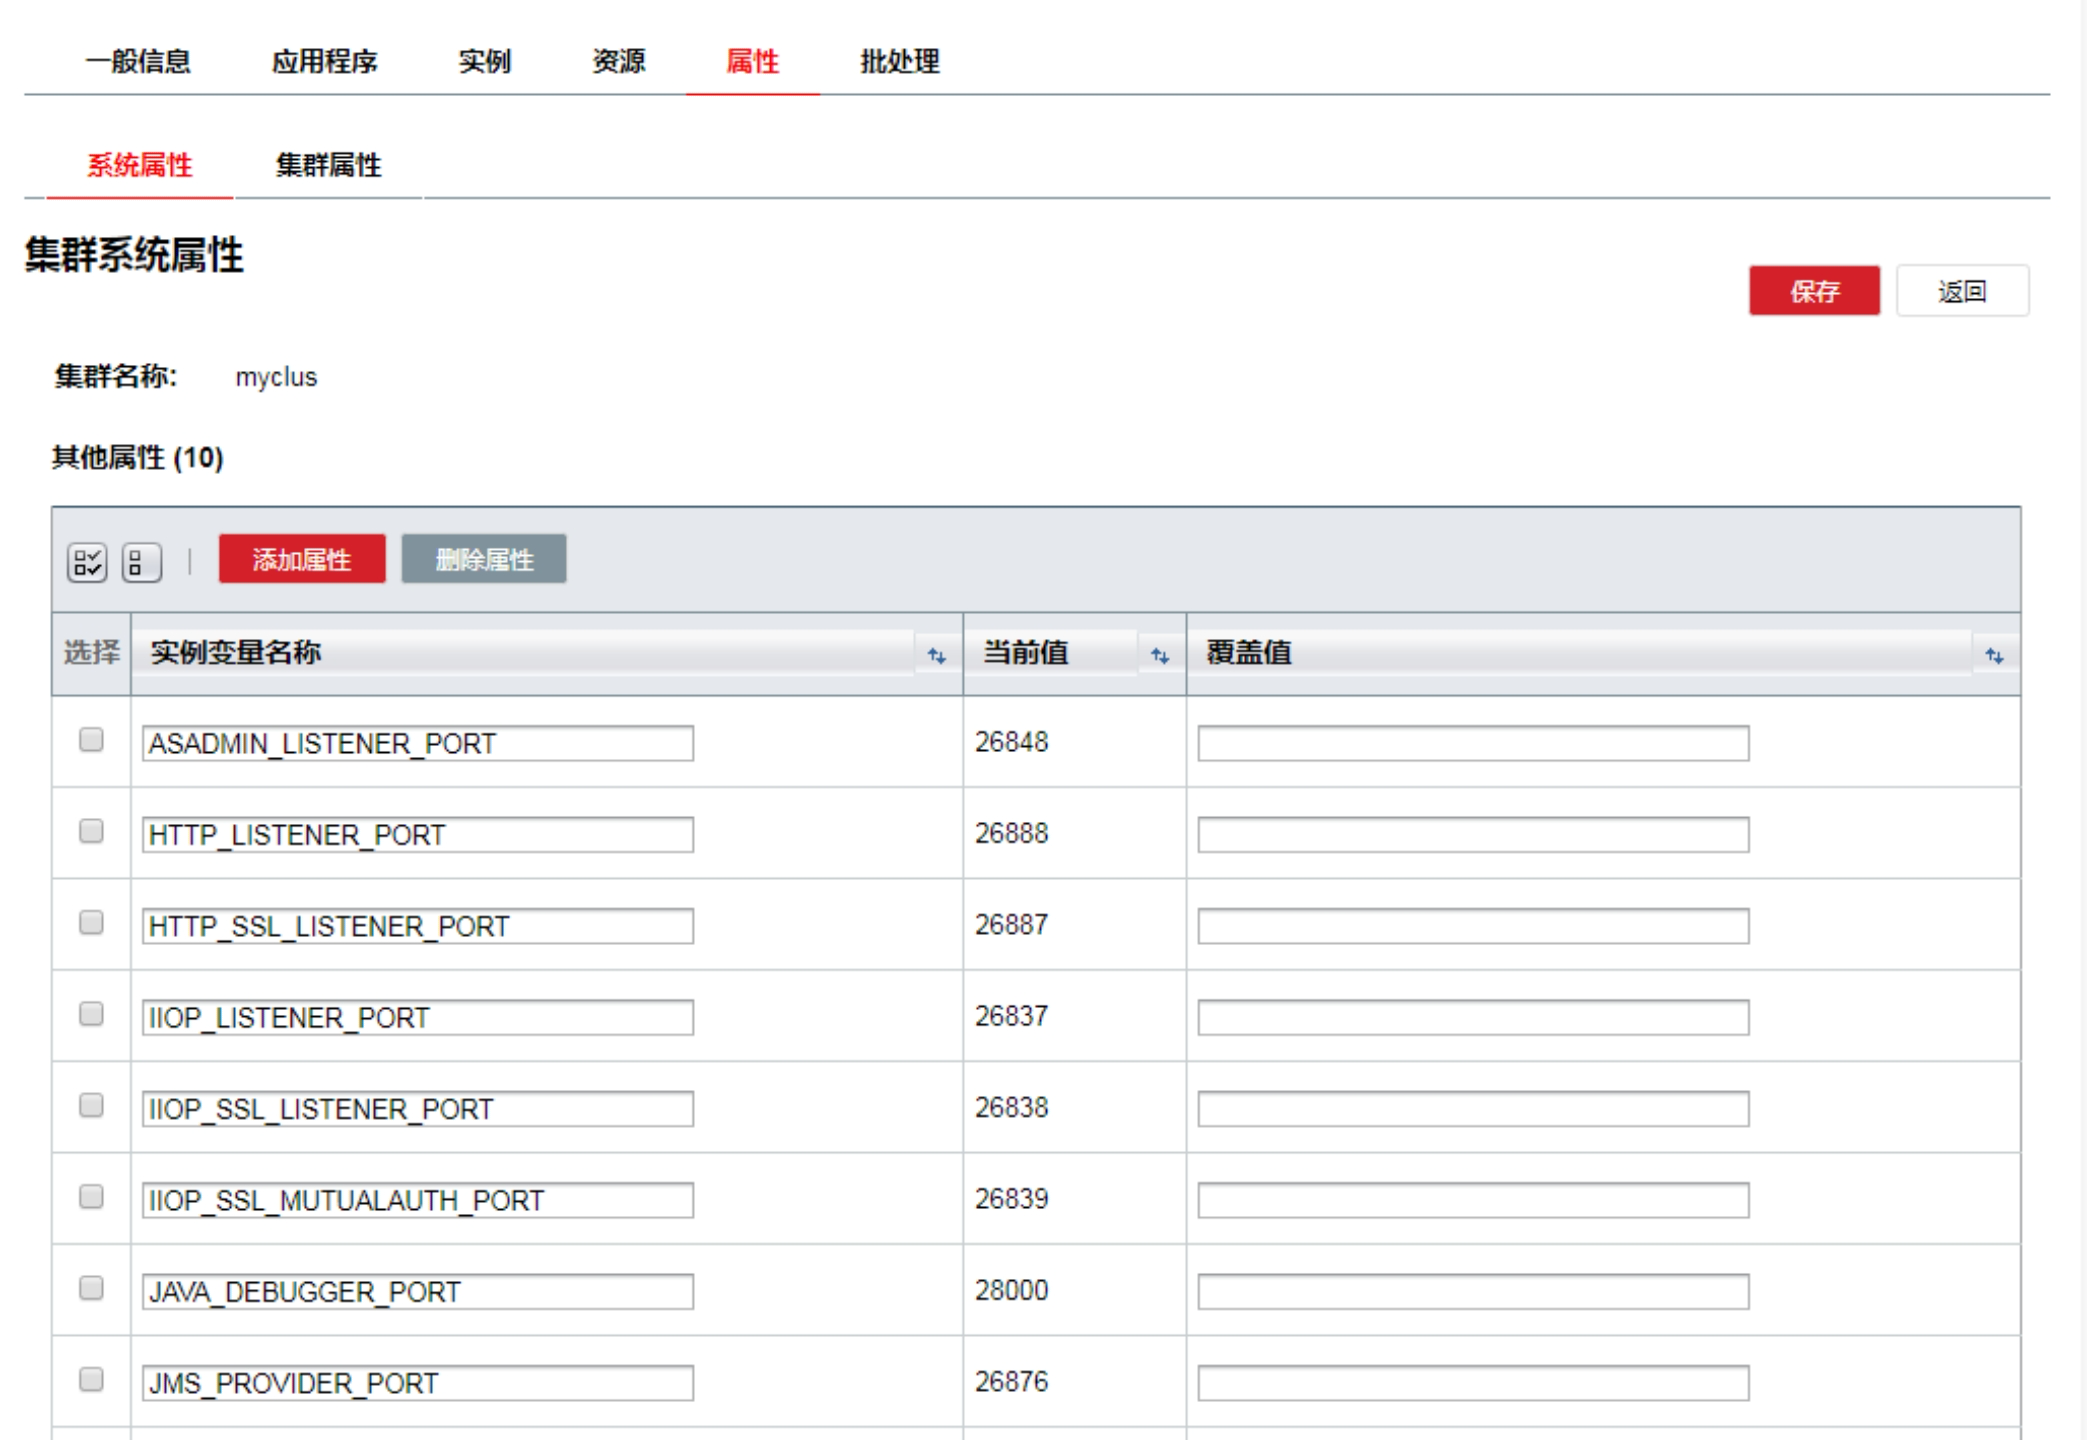 一般信息 应用程序 实例 资源 属性 批处理
系统属性 集群属性
集群系统属性
保存 返回
集群名称: myclus
其他属性 (10)
添加属性 删除属性
选择 实例变量名称 当前值 覆盖值
ASADMIN_LISTENER_PORT 26848
HTTP_LISTENER_PORT 26888
HTTP_SSL_LISTENER_PORT 26887
IIOP_LISTENER_PORT 26837
IIOP_SSL_LISTENER_PORT 26838
IIOP_SSL_MUTUALAUTH_PORT 26839
JAVA_DEBUGGER_PORT 28000
JMS_PROVIDER_PORT 26876